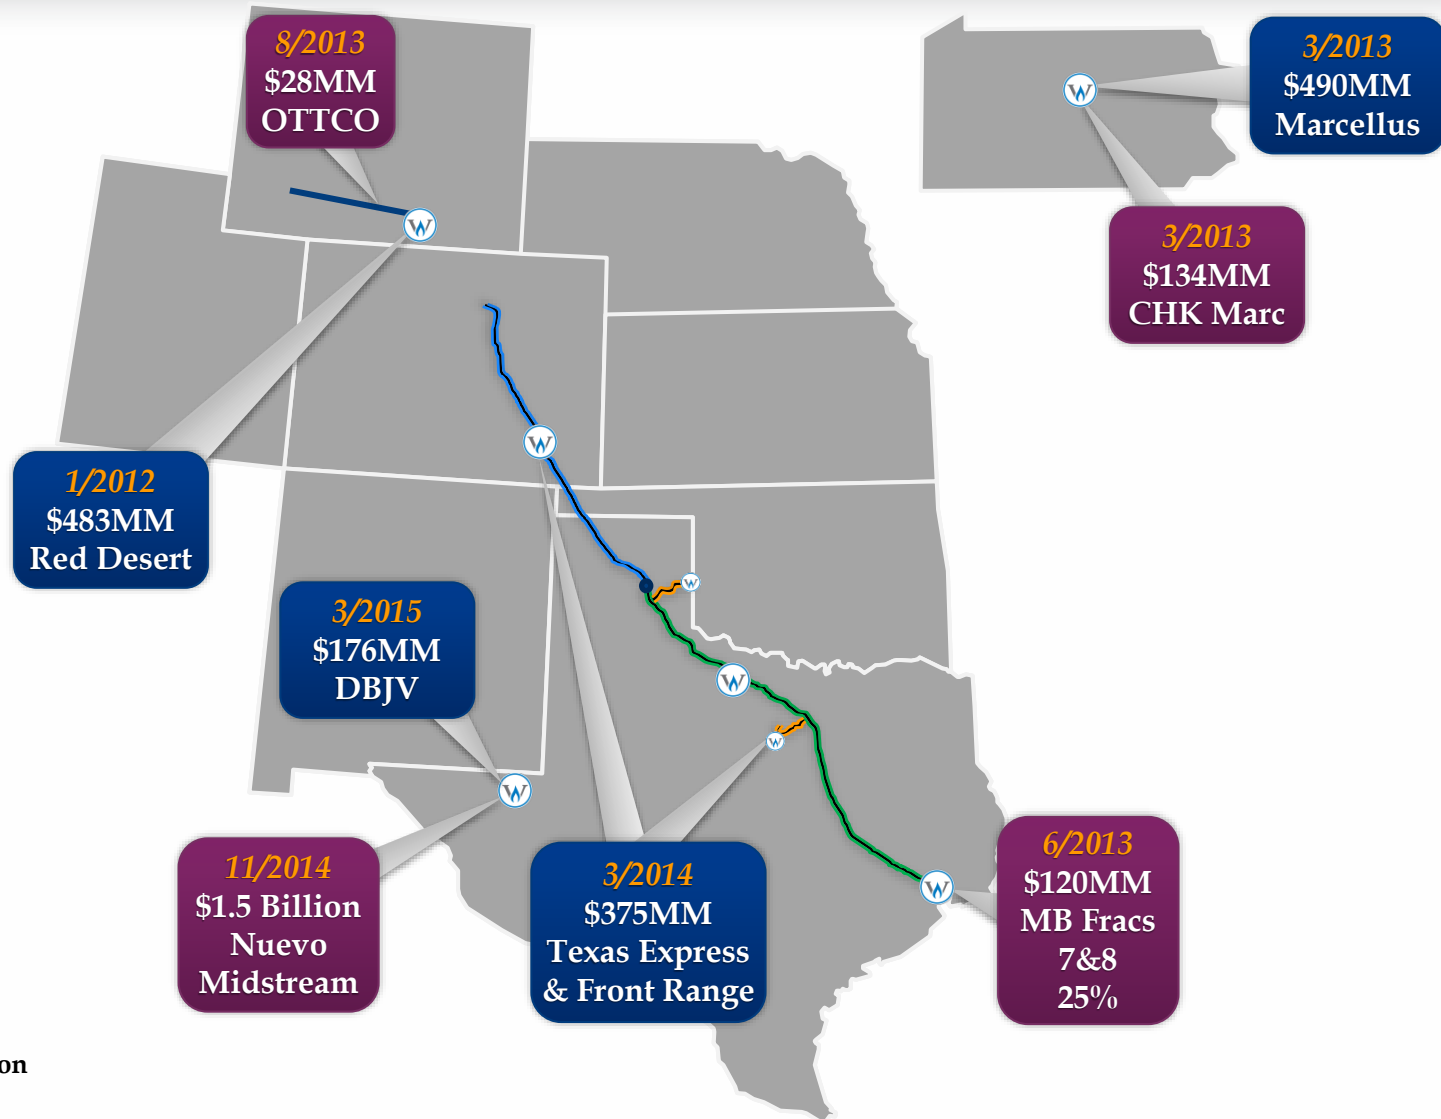 8/2013
$28MM
OTTCO
3/2013
$490MM
Marcellus
3/2013
$134MM
CHK Marc
1/2012
$483MM
Red Desert
3/2015
$176MM
DBJV
11/2014
$1.5 Billion
Nuevo
Midstream
3/2014
$375MM
Texas Express
& Front Range
6/2013
$120MM
MB Fracs
7&8
25%
on
W
W
W
W
W
W
W
W